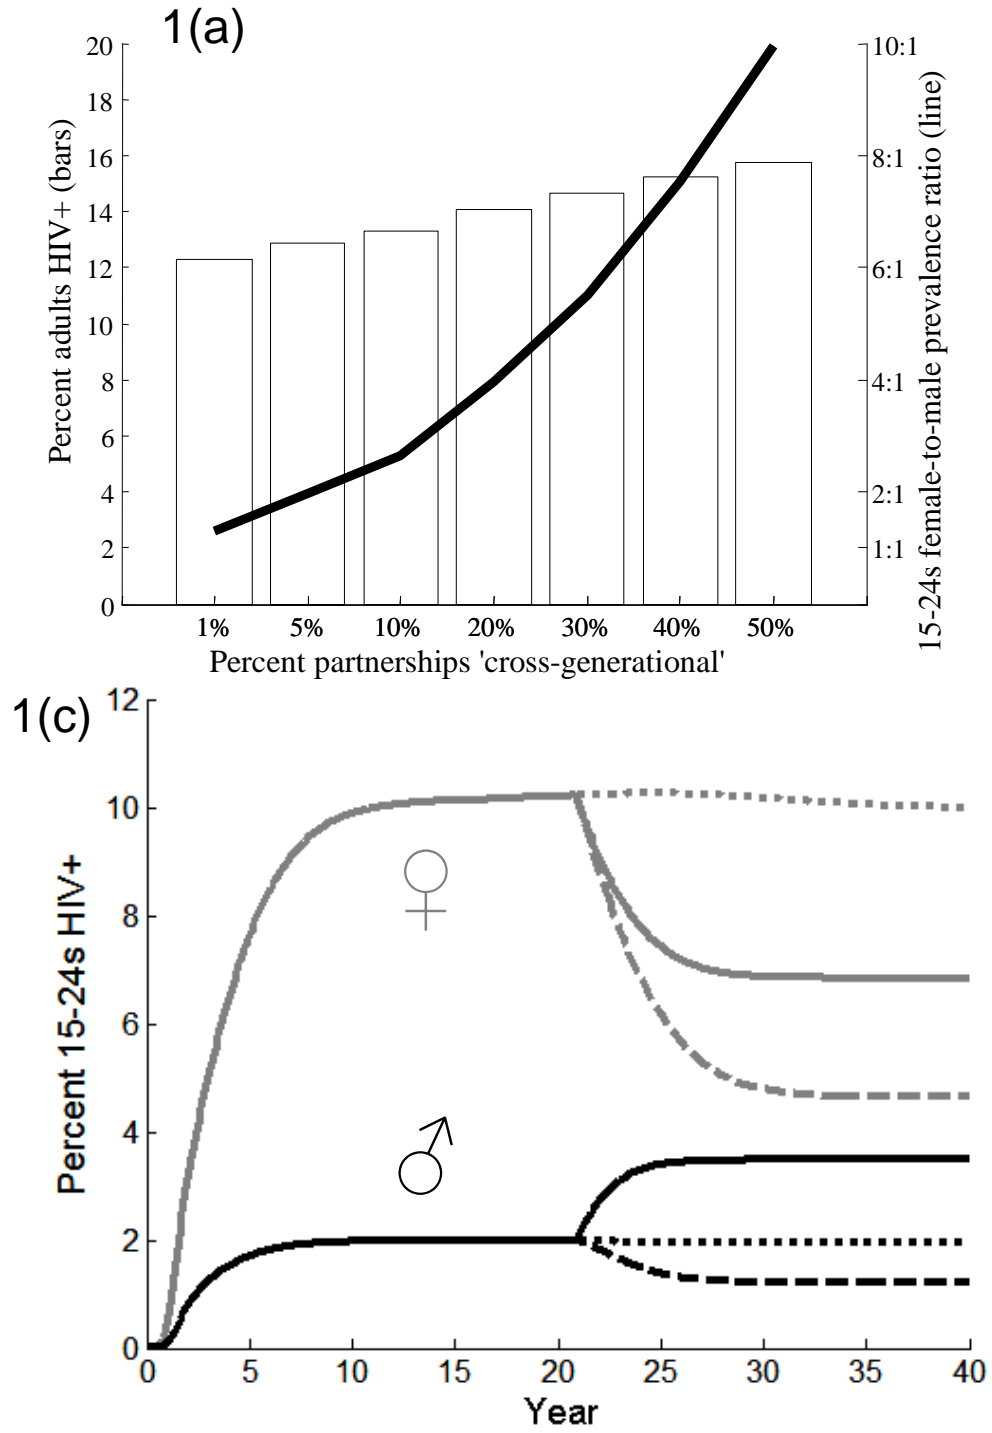 1(a)
Percent adults HIV+ (bars)
20
18
16
14
12
10
8
6
4
2
0
10:1
8:1
6:1
4:1
2:1
1:1
15-24s female-to-male prevalence ratio (line)
1% 5% 10% 20% 30% 40% 50%
Percent partnerships 'cross-generational'
1(c)
Percent 15-24s HIV+
12
10
8
6
4
2
0
0 5 10 15 20 25 30 35 40
Year